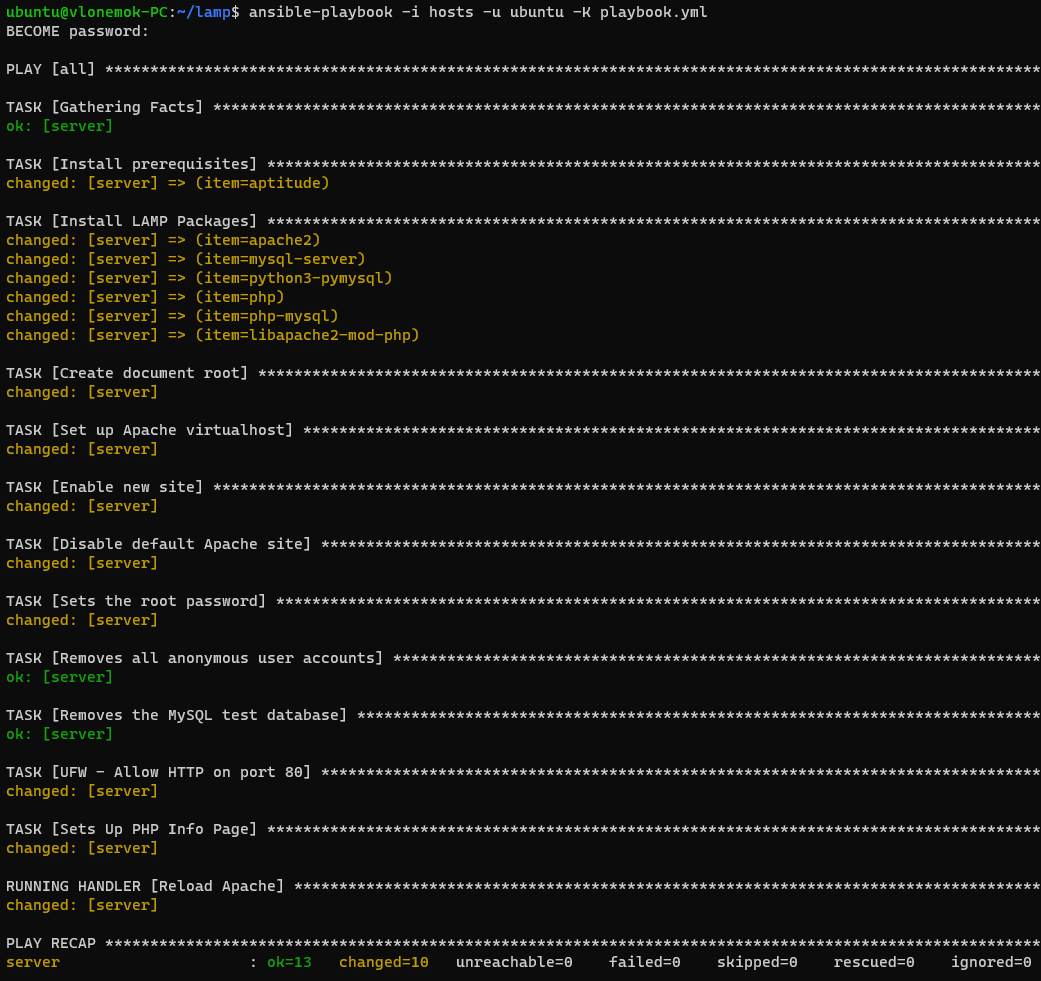 ubuntu@vlonemok-PC:~/lamp$ ansible-playbook -i hosts -u ubuntu -K playbook.yml
BECOME password:
PLAY [all] ********************************************************************************************************
TASK [Gathering Facts] ********************************************************************************************
ok: [server]
TASK [Install prerequisites] **************************************************************************************
changed: [server] => (item=aptitude)
TASK [Install LAMP Packages] **************************************************************************************
changed: [server] => (item=apache2)
changed: [server] => (item=mysql-server)
changed: [server] => (item=python3-pymysql)
changed: [server] => (item=php)
changed: [server] => (item=php-mysql)
changed: [server] => (item=libapache2-mod-php)
TASK [Create document root] ***************************************************************************************
changed: [server]
TASK [Set up Apache virtualhost] **********************************************************************************
changed: [server]
TASK [Enable new site] ********************************************************************************************
changed: [server]
TASK [Disable default Apache site] ********************************************************************************
changed: [server]
TASK [Sets the root password] *************************************************************************************
changed: [server]
TASK [Removes all anonymous user accounts] ************************************************************************
ok: [server]
TASK [Removes the MySQL test database] ****************************************************************************
ok: [server]
TASK [UFW - Allow HTTP on port 80] ********************************************************************************
changed: [server]
TASK [Sets Up PHP Info Page] **************************************************************************************
changed: [server]
RUNNING HANDLER [Reload Apache] ***********************************************************************************
changed: [server]
PLAY RECAP ********************************************************************************************************
server                     : ok=13   changed=10   unreachable=0    failed=0    skipped=0    rescued=0    ignored=0